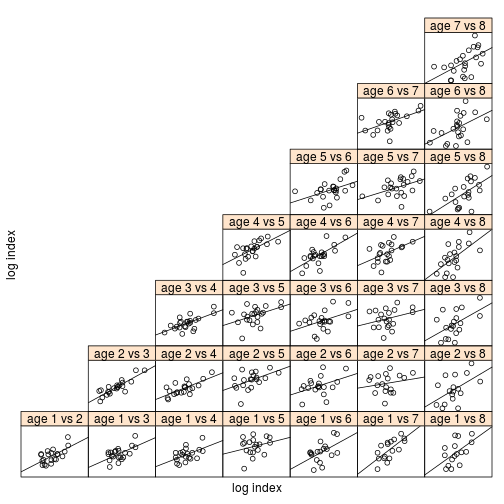 age 7 vs 8
age 6 vs 7 age 6 vs 8
age 5 vs 6 age 5 vs 7 age 5 vs 8
age 4 vs 5 age 4 vs 6 age 4 vs 7 age 4 vs 8
age 3 vs 4 age 3 vs 5 age 3 vs 6 age 3 vs 7 age 3 vs 8
age 2 vs 3 age 2 vs 4 age 2 vs 5 age 2 vs 6 age 2 vs 7 age 2 vs 8
age 1 vs 2 age 1 vs 3 age 1 vs 4 age 1 vs 5 age 1 vs 6 age 1 vs 7 age 1 vs 8
log index
log index